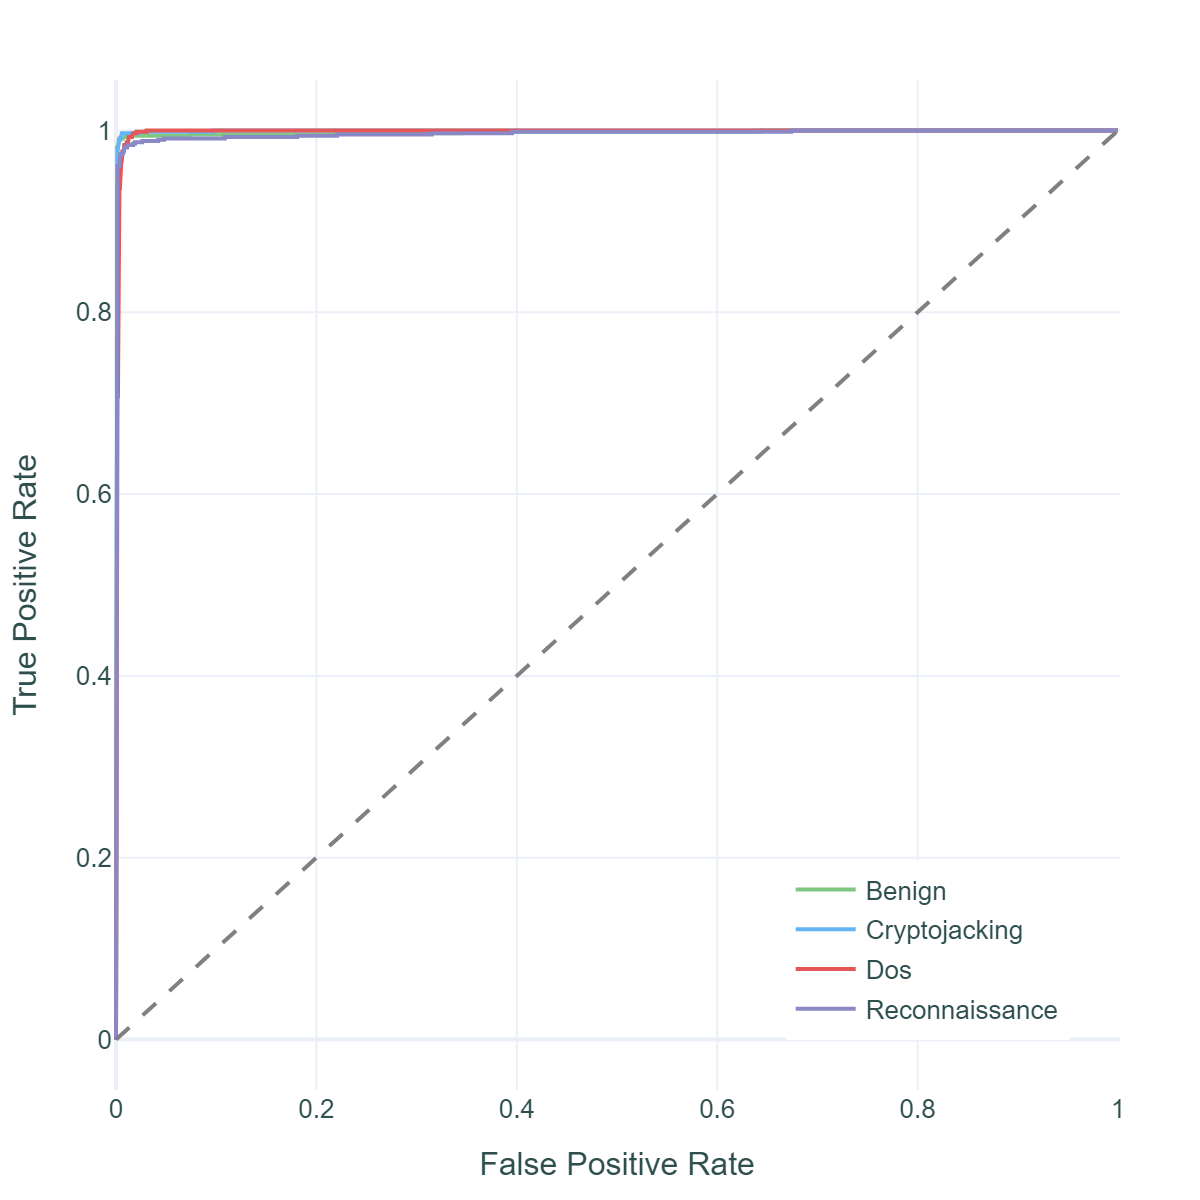 True Positive Rate
1
0.8
0.6
0.4
0.2
0
0 0.2 0.4 0.6 0.8 1
False Positive Rate
Benign
Cryptojacking
Dos
Reconnaissance